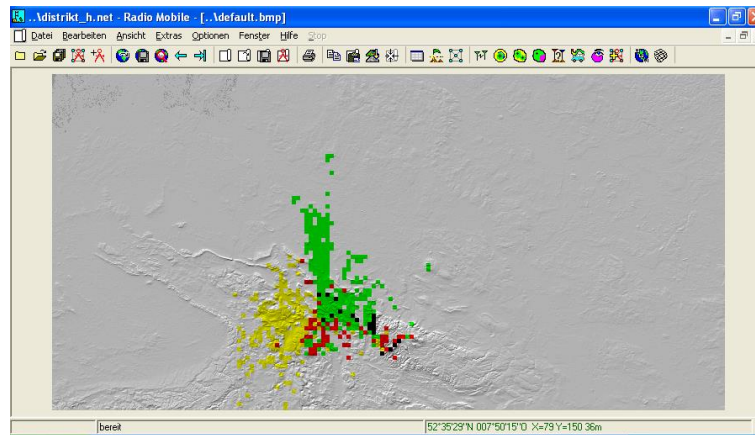 ..\distrikt_h.net - Radio Mobile - [..\default.bmp]
Datei Bearbeiten Ansicht Extras Optionen Fenster Hilfe Stop
bereit 52°35'29''N 007°50'15''O X=79 Y=150 36m